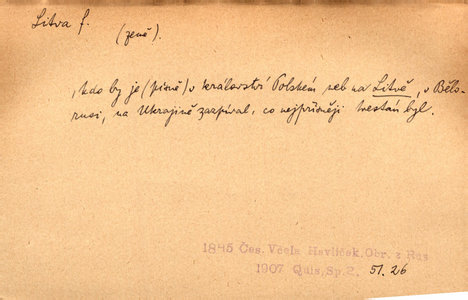 Litva f.
(země).
„kdo by je (písně) v království Polském neb na Litvě, v Bělo-
rusi, na Ukrajině zazpíval, co nejpřísněji trestán byl.
1845 Čes. Včela Havlíček, Obr. z Rus
1907 Quis, Sp. 2. 51. 26